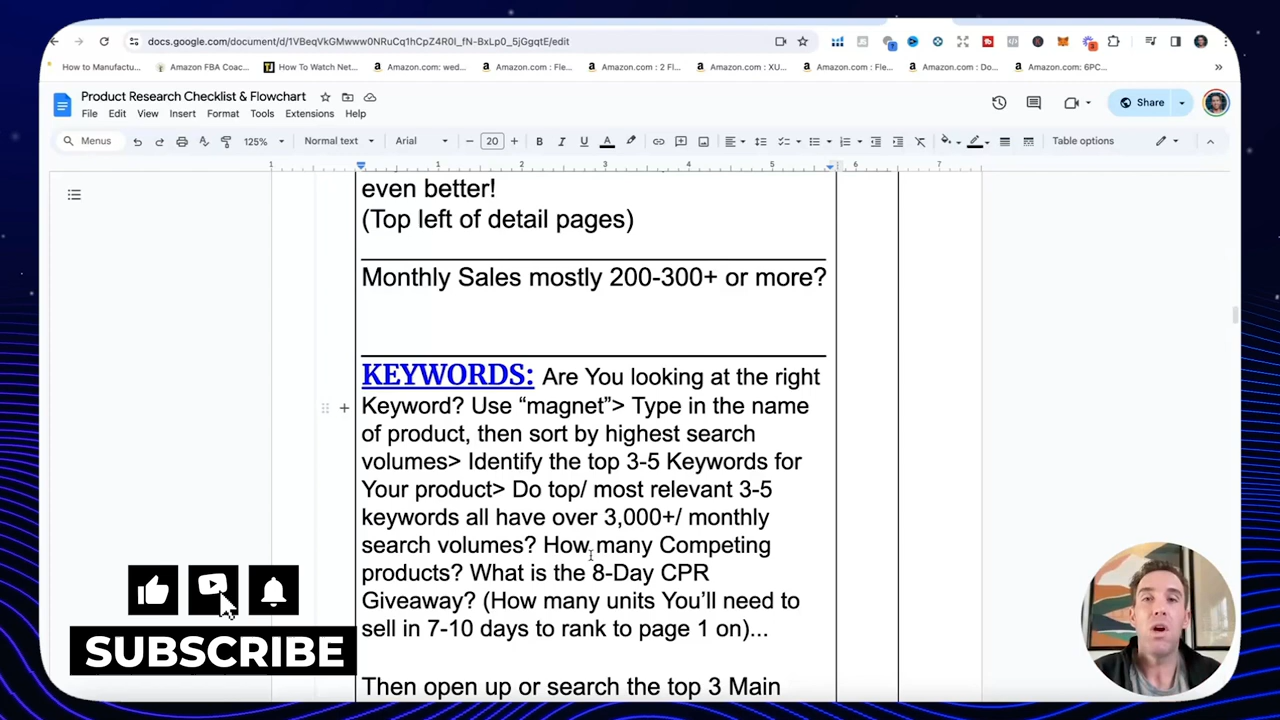 docs.google.com/document/d/1VBeqVkGMwww0NRuCq1hCpZ4R0I_fN-BxLp0_5jGgqtE/edit
How to Manufactu...
Amazon FBA Coac...
How To Watch Net...
Amazon.com: wed...
Amazon.com : Fle...
Amazon.com : 2 Fl...
Amazon.com : XU...
Amazon.com : Fle...
Amazon.com : Do...
Amazon.com: 6PC...
»
Product Research Checklist & Flowchart
File Edit View Insert Format Tools Extensions Help
Share
Menus 125% Normal text Arial 20 B I U A Table options
1 1 2 3 4 5 6 7
even better!
(Top left of detail pages)
Monthly Sales mostly 200-300+ or more?
KEYWORDS: Are You looking at the right
Keyword? Use “magnet”> Type in the name
of product, then sort by highest search
volumes> Identify the top 3-5 Keywords for
Your product> Do top/ most relevant 3-5
keywords all have over 3,000+/ monthly
search volumes? How many Competing
products? What is the 8-Day CPR
Giveaway? (How many units You’ll need to
sell in 7-10 days to rank to page 1 on)...
Then open up or search the top 3 Main
SUBSCRIBE